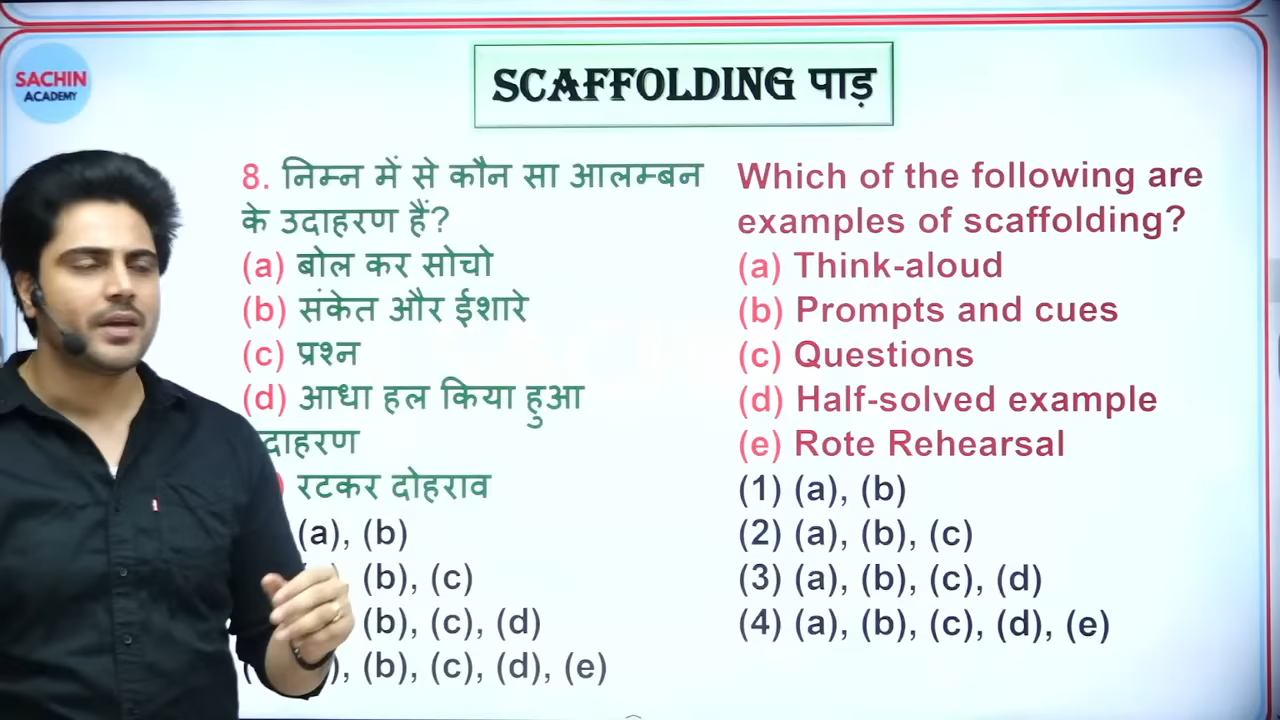 SACHIN
ACADEMY
SCAFFOLDING पाड़
8. निम्न में से कौन सा आलम्बन
के उदाहरण हैं?
(a) बोल कर सोचो
(b) संकेत और ईशारे
(c) प्रश्न
(d) आधा हल किया हुआ
रटकर दोहराव
(a), (b)
(b), (c)
(b), (c), (d)
(b), (c), (d), (e)
Which of the following are
examples of scaffolding?
(a) Think-aloud
(b) Prompts and cues
(c) Questions
(d) Half-solved example
(e) Rote Rehearsal
(1) (a), (b)
(2) (a), (b), (c)
(3) (a), (b), (c), (d)
(4) (a), (b), (c), (d), (e)